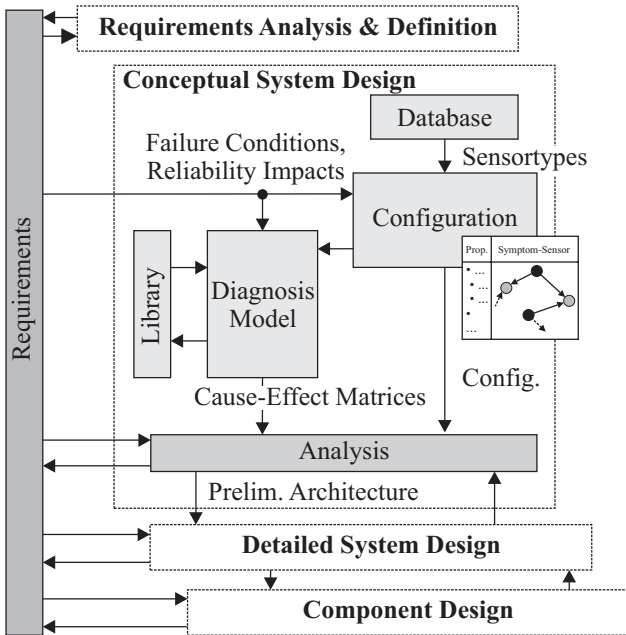 Requirements Analysis & Definition
Conceptual System Design
Database
Failure Conditions,
Reliability Impacts
Sensortypes
Configuration
Prop. Symptom-Sensor
• ...
• ...
• ...
•
...
Requirements
Library
Diagnosis
Model
Config.
Cause-Effect Matrices
Analysis
Prelim. Architecture
Detailed System Design
Component Design